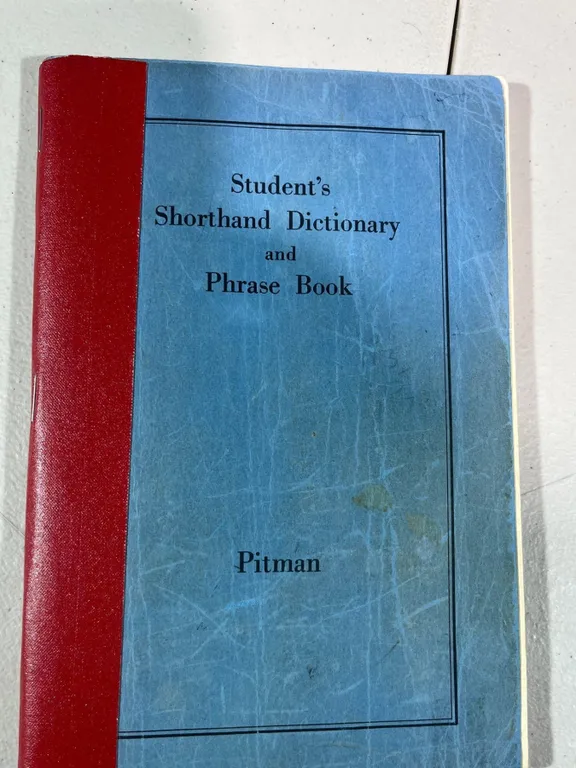 Student's
Shorthand Dictionary
and
Phrase Book
Pitman